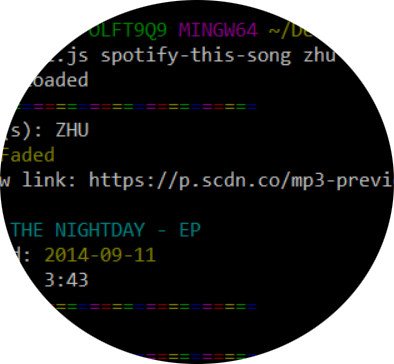 OLFT9Q9 MINGW64 ~/De
.js spotify-this-song zhu
loaded
=======================
(s): ZHU
Faded
w link: https://p.scdn.co/mp3-previ
THE NIGHTDAY - EP
d: 2014-09-11
3:43
=======================
===================